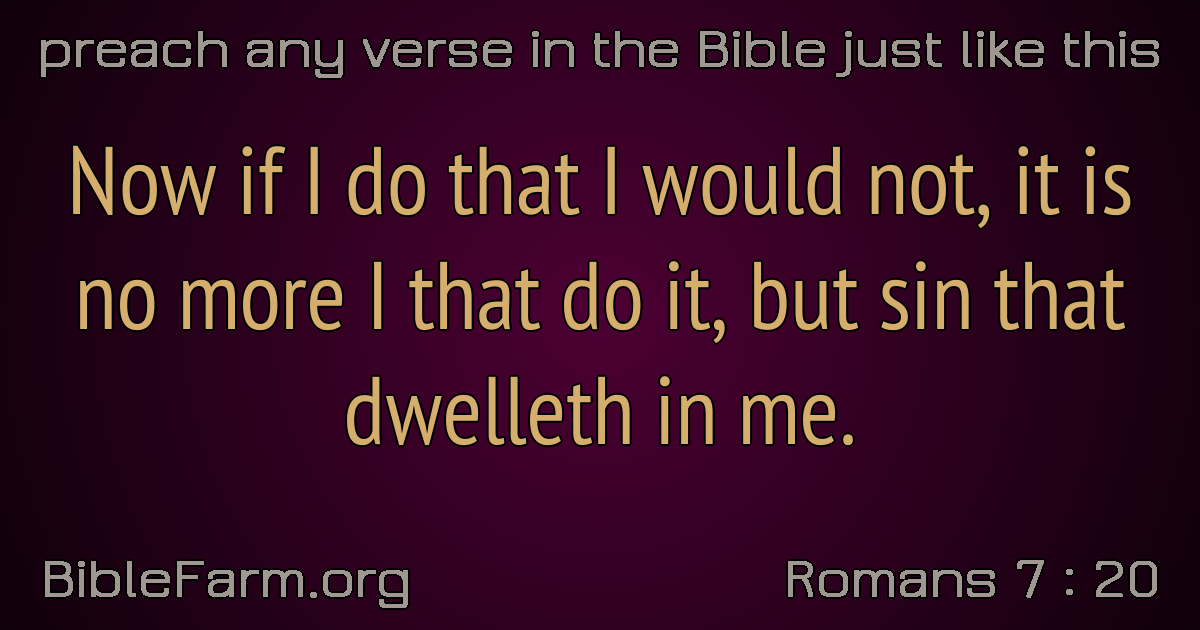 preach any verse in the Bible just like this
Now if I do that I would not, it is
no more I that do it, but sin that
dwelleth in me.
BibleFarm.org
Romans 7 : 20